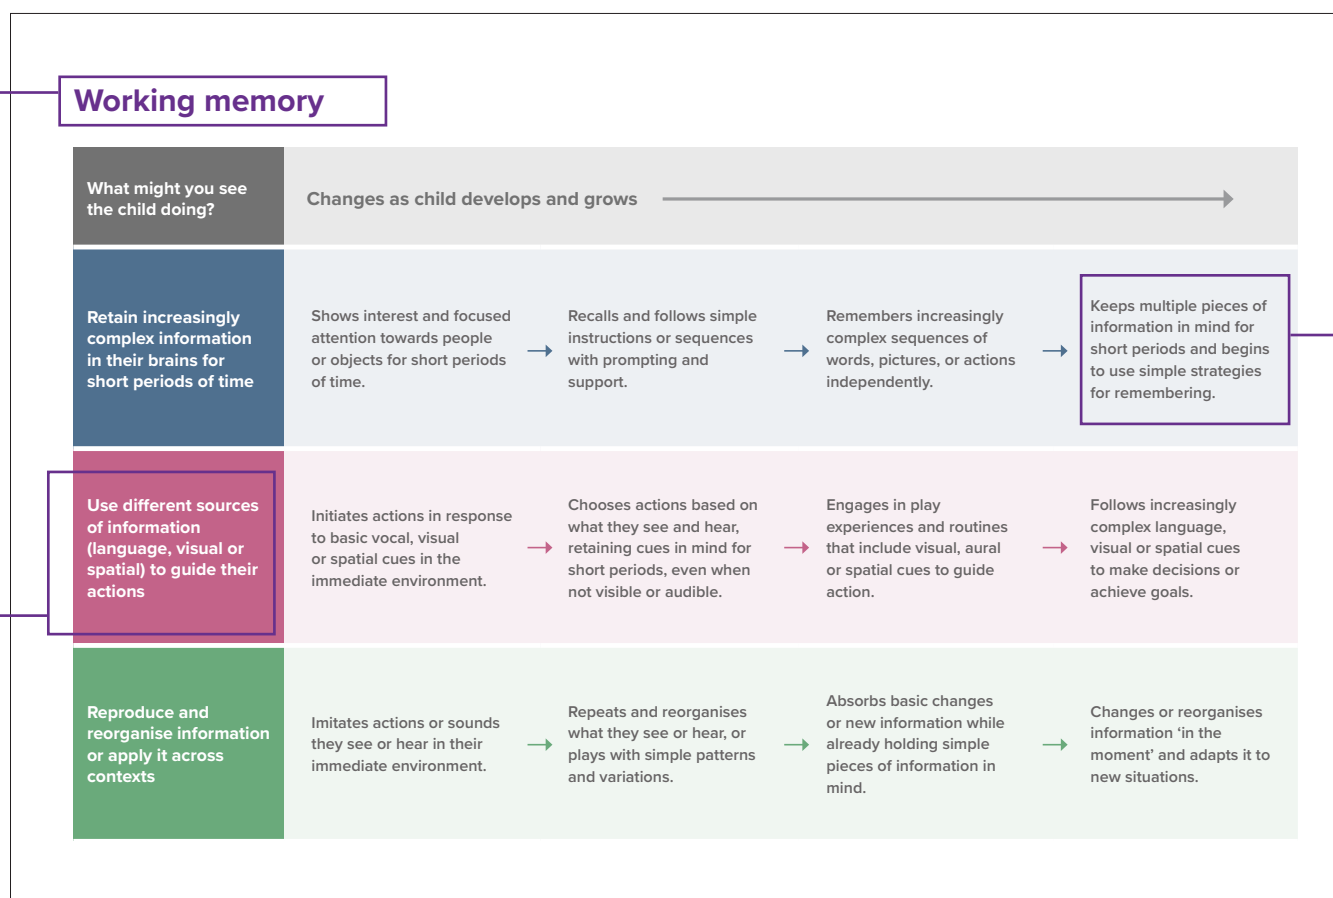 Working memory
What might you see
the child doing?
Changes as child develops and grows
Retain increasingly
complex information
in their brains for
short periods of time
Shows interest and focused
attention towards people
or objects for short periods
of time.
Recalls and follows simple
instructions or sequences
with prompting and
support.
Remembers increasingly
complex sequences of
words, pictures, or actions
independently.
Keeps multiple pieces of
information in mind for
short periods and begins
to use simple strategies
for remembering.
Use different sources
of information
(language, visual or
spatial) to guide their
actions
Initiates actions in response
to basic vocal, visual
or spatial cues in the
immediate environment.
Chooses actions based on
what they see and hear,
retaining cues in mind for
short periods, even when
not visible or audible.
Engages in play
experiences and routines
that include visual, aural
or spatial cues to guide
action.
Follows increasingly
complex language,
visual or spatial cues
to make decisions or
achieve goals.
Reproduce and
reorganise information
or apply it across
contexts
Imitates actions or sounds
they see or hear in their
immediate environment.
Repeats and reorganises
what they see or hear, or
plays with simple patterns
and variations.
Absorbs basic changes
or new information while
already holding simple
pieces of information in
mind.
Changes or reorganises
information ‘in the
moment’ and adapts it to
new situations.